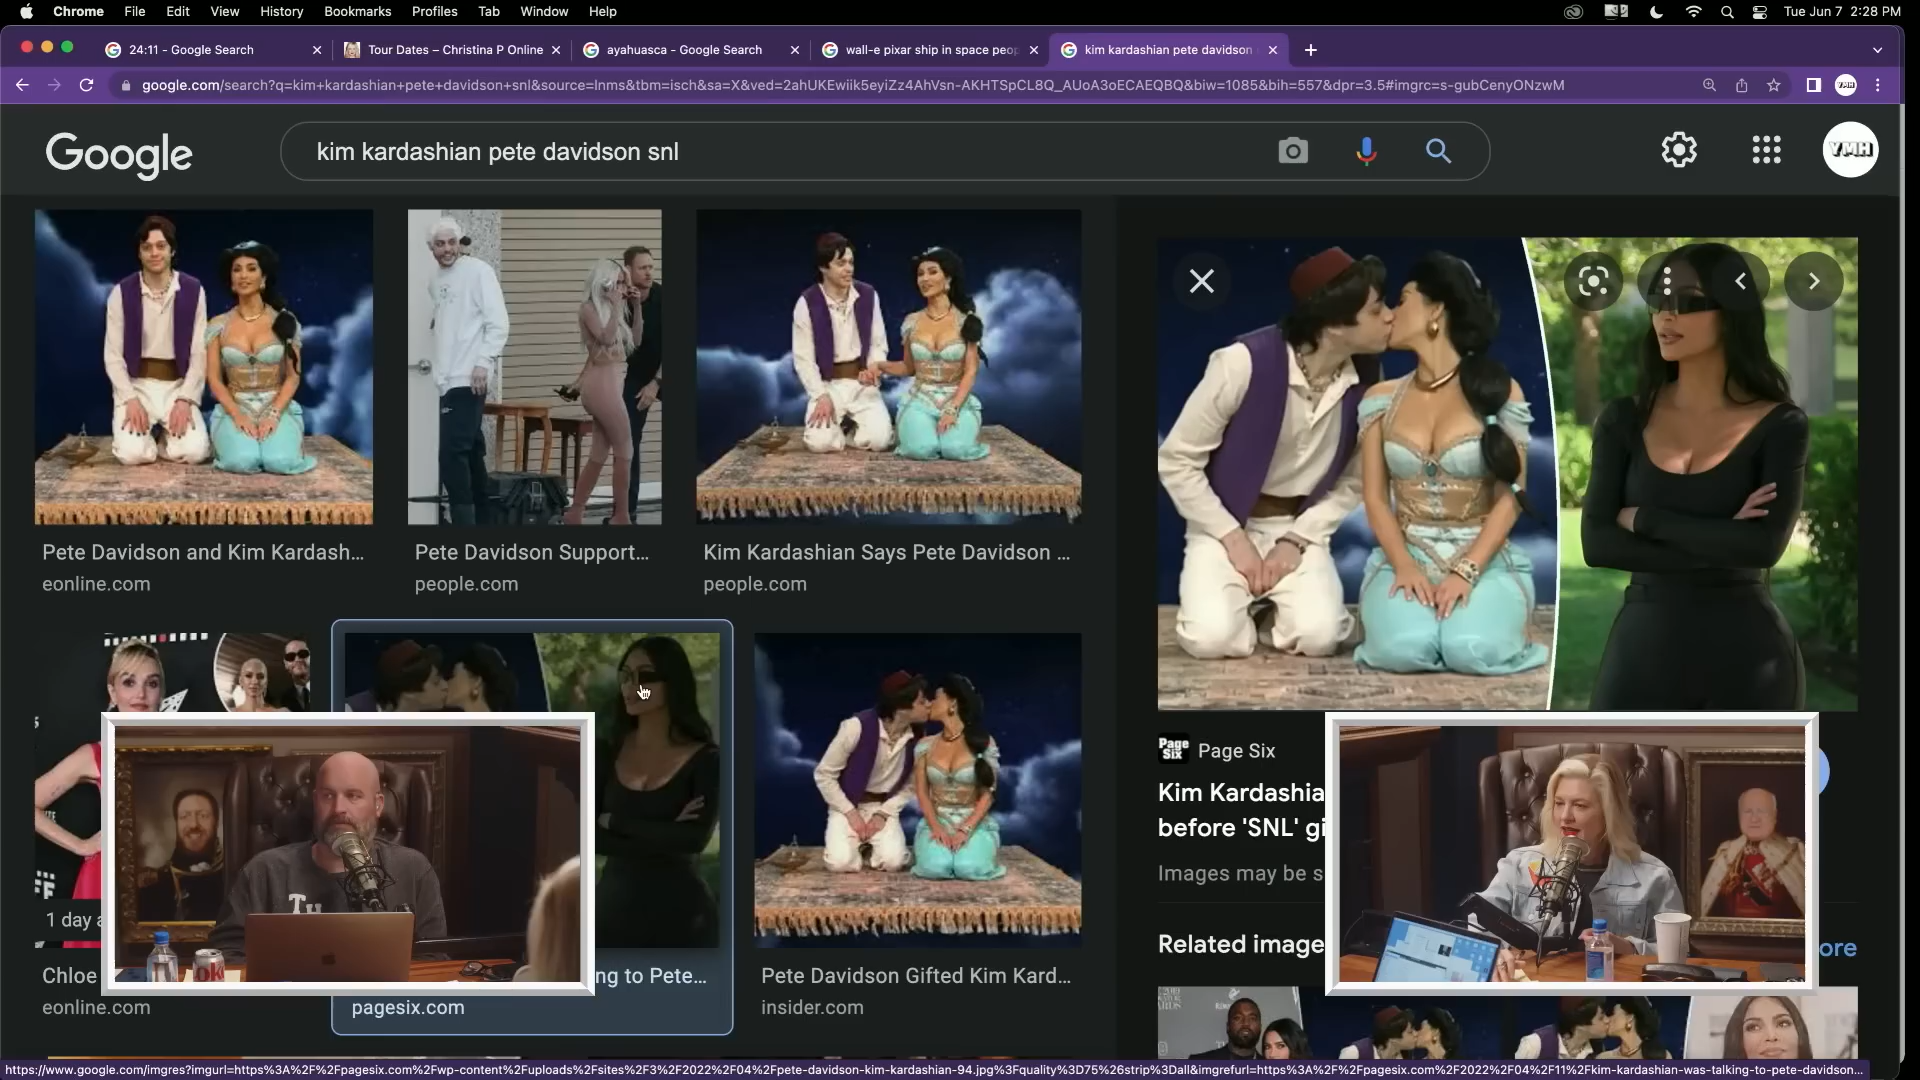 Chrome File Edit View History Bookmarks Profiles Tab Window Help Tue Jun 7 2:28 PM
24:11 - Google Search
Tour Dates – Christina P Online
ayahuasca - Google Search
wall-e pixar ship in space peop
kim kardashian pete davidson
google.com/search?q=kim+kardashian+pete+davidson+snl&source=lnms&tbm=isch&sa=X&ved=2ahUKEwiik5eyiZz4AhVsn-AKHTSpCL8Q_AUoA3oECAEQBQ&biw=1085&bih=557&dpr=3.5#imgrc=s-gubCenyONzwM
YMH
Google
kim kardashian pete davidson snl
YMH
Pete Davidson and Kim Kardash...
eonline.com
Pete Davidson Support...
people.com
Kim Kardashian Says Pete Davidson ...
people.com
1 day a
Chloe
eonline.com
ng to Pete...
pagesix.com
Pete Davidson Gifted Kim Kard...
insider.com
Page Six
Page Six
Kim Kardashia
before 'SNL' gi
Images may be s
Related image
ore
https://www.google.com/imgres?imgurl=https%3A%2F%2Fpagesix.com%2Fwp-content%2Fuploads%2Fsites%2F3%2F2022%2F04%2Fpete-davidson-kim-kardashian-94.jpg%3Fquality%3D75%26strip%3Dall&imgrefurl=https%3A%2F%2Fpagesix.com%2F2022%2F04%2F11%2Fkim-kardashian-was-talking-to-pete-davidson...